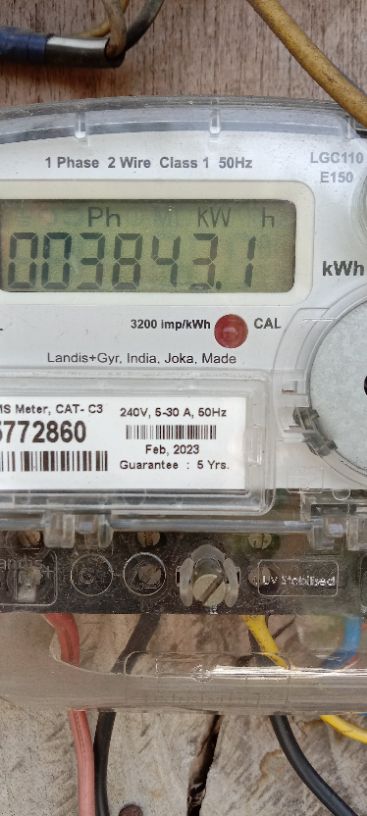 1 Phase 2 Wire Class 1 50Hz
LGC110
E150
Ph KW h
003843.1
kWh
3200 imp/kWh CAL
Landis+Gyr, India, Joka, Made
MS Meter, CAT- C3
5772860
240V, 5-30 A, 50Hz
Feb, 2023
Guarantee : 5 Yrs.
UV Stabilised